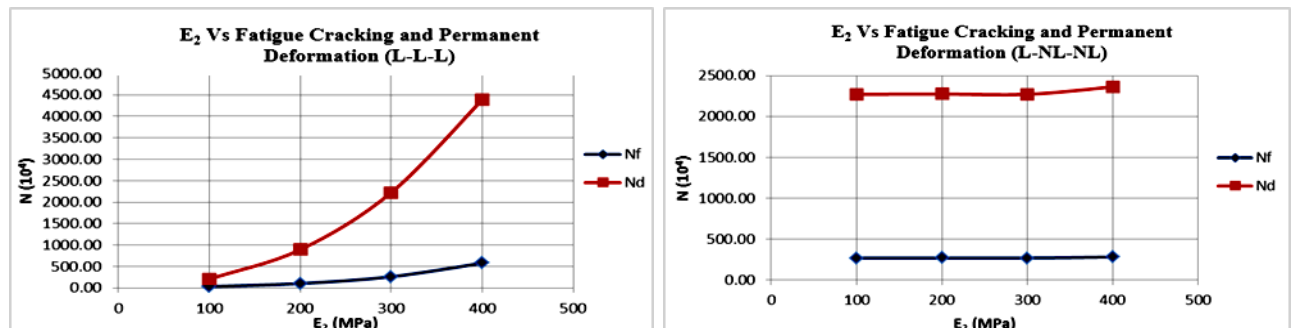 E₂ Vs Fatigue Cracking and Permanent
Deformation (L-L-L)
5000.00
4500.00
4000.00
3500.00
3000.00
2500.00
2000.00
1500.00
1000.00
500.00
0.00
N (10⁴)
0
100
200
300
400
500
E₂ (MPa)
Nf
Nd
E₂ Vs Fatigue Cracking and Permanent
Deformation (L-NL-NL)
2500.00
2000.00
1500.00
1000.00
500.00
0.00
N (10⁴)
0
100
200
300
400
500
E₂ (MPa)
Nf
Nd